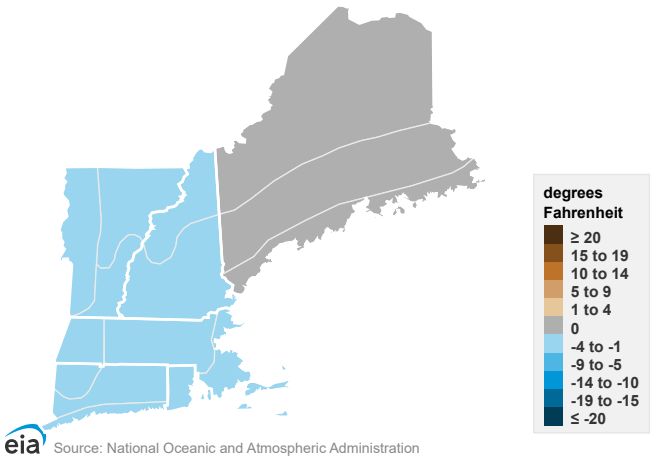 degrees
Fahrenheit
≥ 20
15 to 19
10 to 14
5 to 9
1 to 4
0
-4 to -1
-9 to -5
-14 to -10
-19 to -15
≤ -20
eia
Source: National Oceanic and Atmospheric Administration